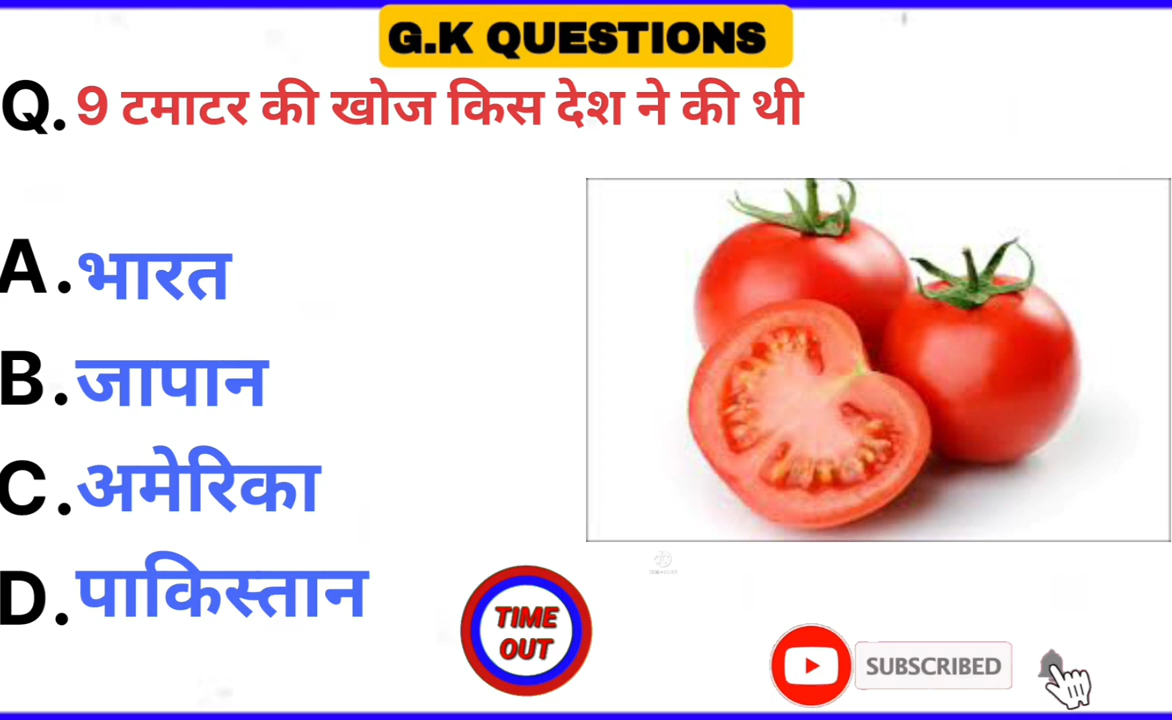 G.K QUESTIONS
Q. 9 टमाटर की खोज किस देश ने की थी
A. भारत
B. जापान
C. अमेरिका
D. पाकिस्तान
TIME
OUT
SUBSCRIBED